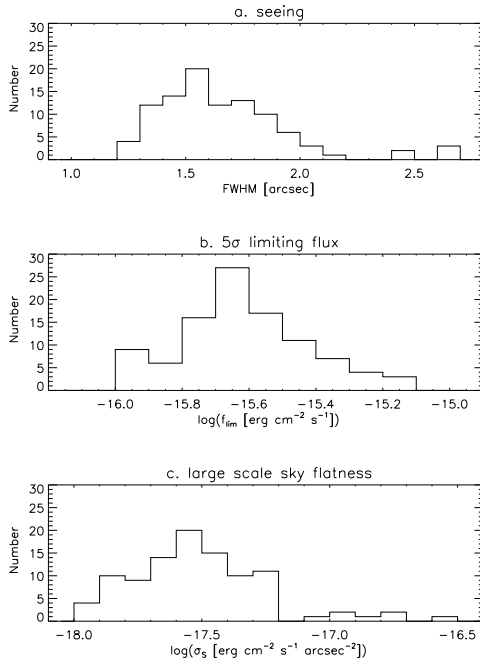 a. seeing
30
25
20
15
10
5
0
Number
1.0 1.5 2.0 2.5
FWHM [arcsec]
b. 5σ limiting flux
30
25
20
15
10
5
0
Number
−16.0 −15.8 −15.6 −15.4 −15.2 −15.0
log(f_lim [erg cm⁻² s⁻¹])
c. large scale sky flatness
30
25
20
15
10
5
0
Number
−18.0 −17.5 −17.0 −16.5
log(σ_S [erg cm⁻² s⁻¹ arcsec⁻²])